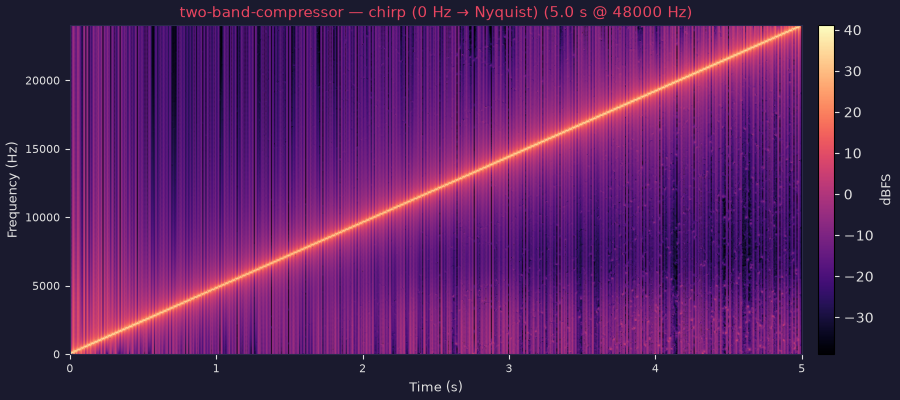 two-band-compressor — chirp (0 Hz → Nyquist) (5.0 s @ 48000 Hz)
Frequency (Hz)
20000
15000
10000
5000
0
0 1 2 3 4 5
Time (s)
40
30
20
10
0
−10
−20
−30
dBFS